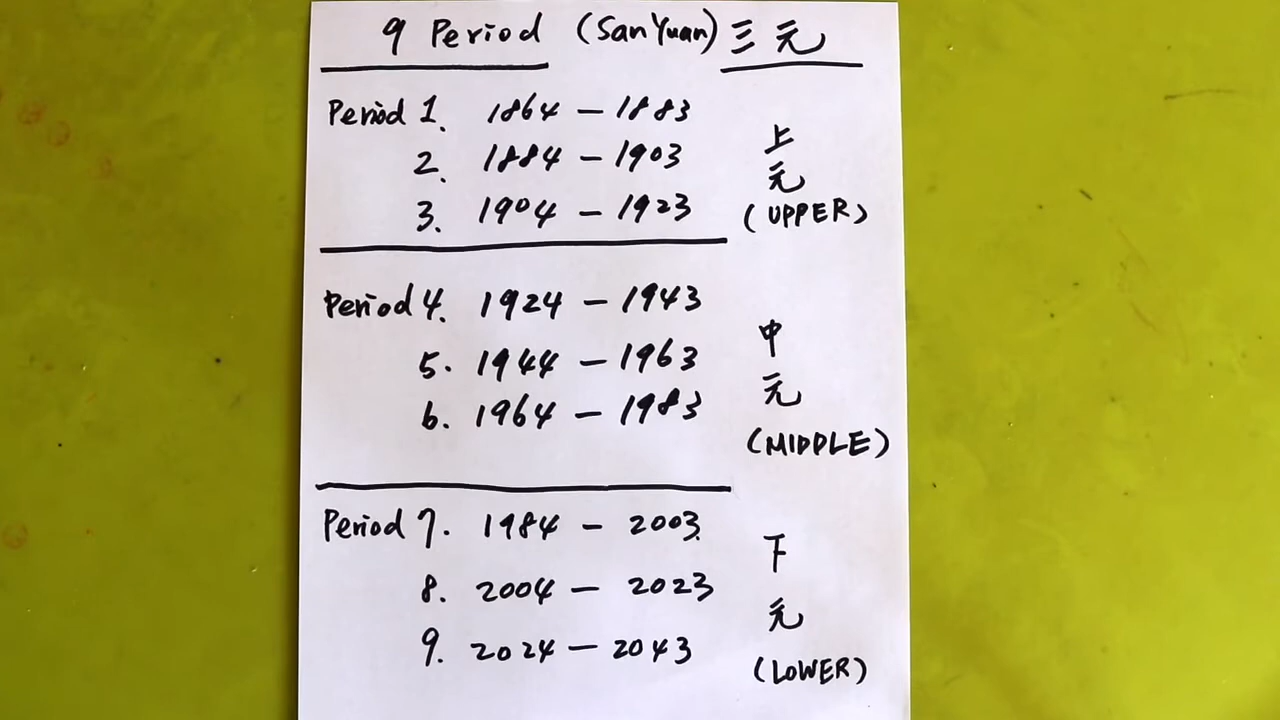 9 Period (San Yuan) 三元
Period 1. 1864 - 1883
2. 1884 - 1903
3. 1904 - 1923
上
元
(UPPER)
Period 4. 1924 - 1943
5. 1944 - 1963
6. 1964 - 1983
中
元
(MIDDLE)
Period 7. 1984 - 2003
8. 2004 - 2023
9. 2024 - 2043
下
元
(LOWER)